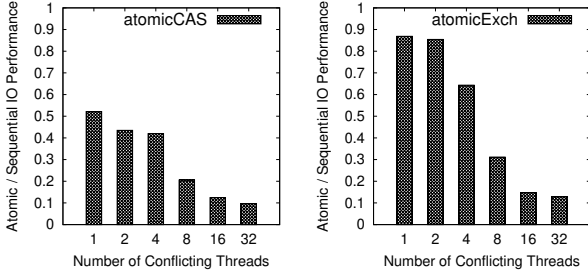 atomicCAS
Atomic / Sequential IO Performance
1
0.9
0.8
0.7
0.6
0.5
0.4
0.3
0.2
0.1
0
1 2 4 8 16 32
Number of Conflicting Threads
atomicExch
Atomic / Sequential IO Performance
1
0.9
0.8
0.7
0.6
0.5
0.4
0.3
0.2
0.1
0
1 2 4 8 16 32
Number of Conflicting Threads